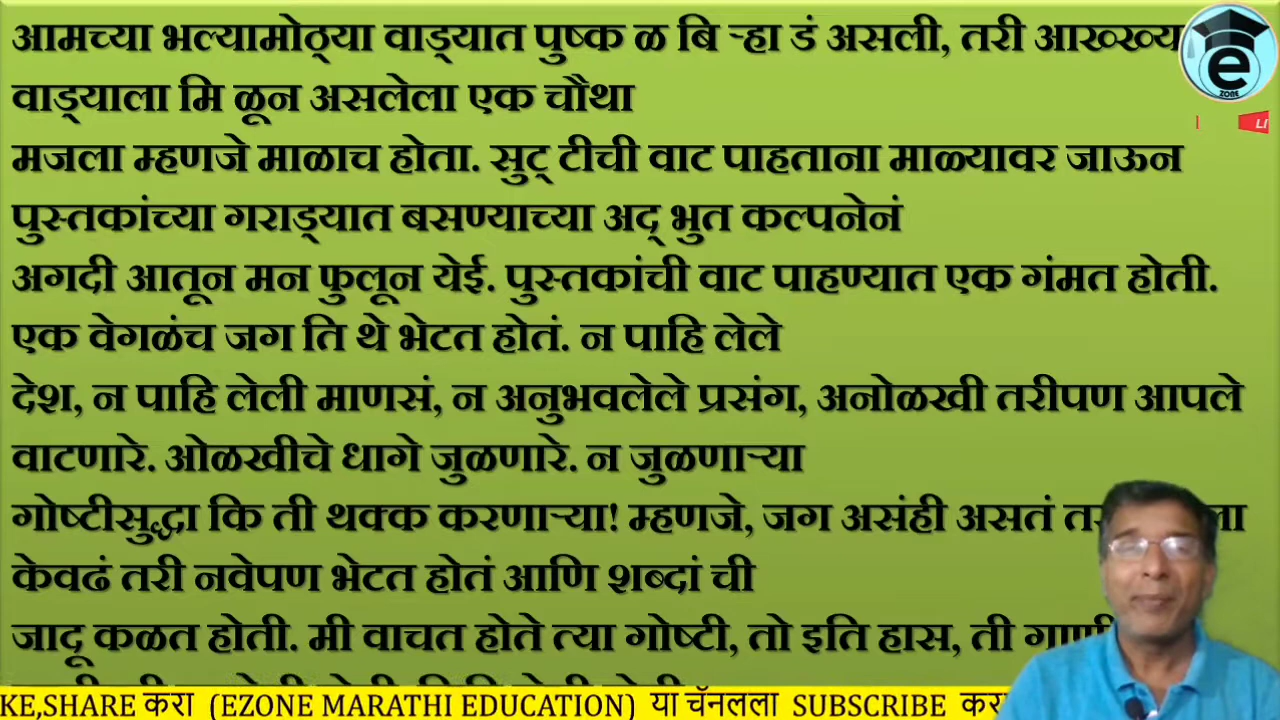 आमच्या भल्यामोठ्या वाड्यात पुष्क ळ बि ऱ्हा डं असली, तरी आख्ख्या
वाड्याला मि ळून असलेला एक चौथा
मजला म्हणजे माळाच होता. सुट् टीची वाट पाहताना माळ्यावर जाऊन
पुस्तकांच्या गराड्यात बसण्याच्या अद् भुत कल्पनेनं
अगदी आतून मन फुलून येई. पुस्तकांची वाट पाहण्यात एक गंमत होती.
एक वेगळंच जग ति थे भेटत होतं. न पाहि लेले
देश, न पाहि लेली माणसं, न अनुभवलेले प्रसंग, अनोळखी तरीपण आपले
वाटणारे. ओळखीचे धागे जुळणारे. न जुळणाऱ्या
गोष्टीसुद्धा कि ती थक्क करणाऱ्या! म्हणजे, जग असंही असतं
केवढं तरी नवेपण भेटत होतं आणि शब्दां ची
जादू कळत होती. मी वाचत होते त्या गोष्टी, तो इति हास, ती
e
ZONE
LI
KE,SHARE करा (EZONE MARATHI EDUCATION) या चॅनलला SUBSCRIBE